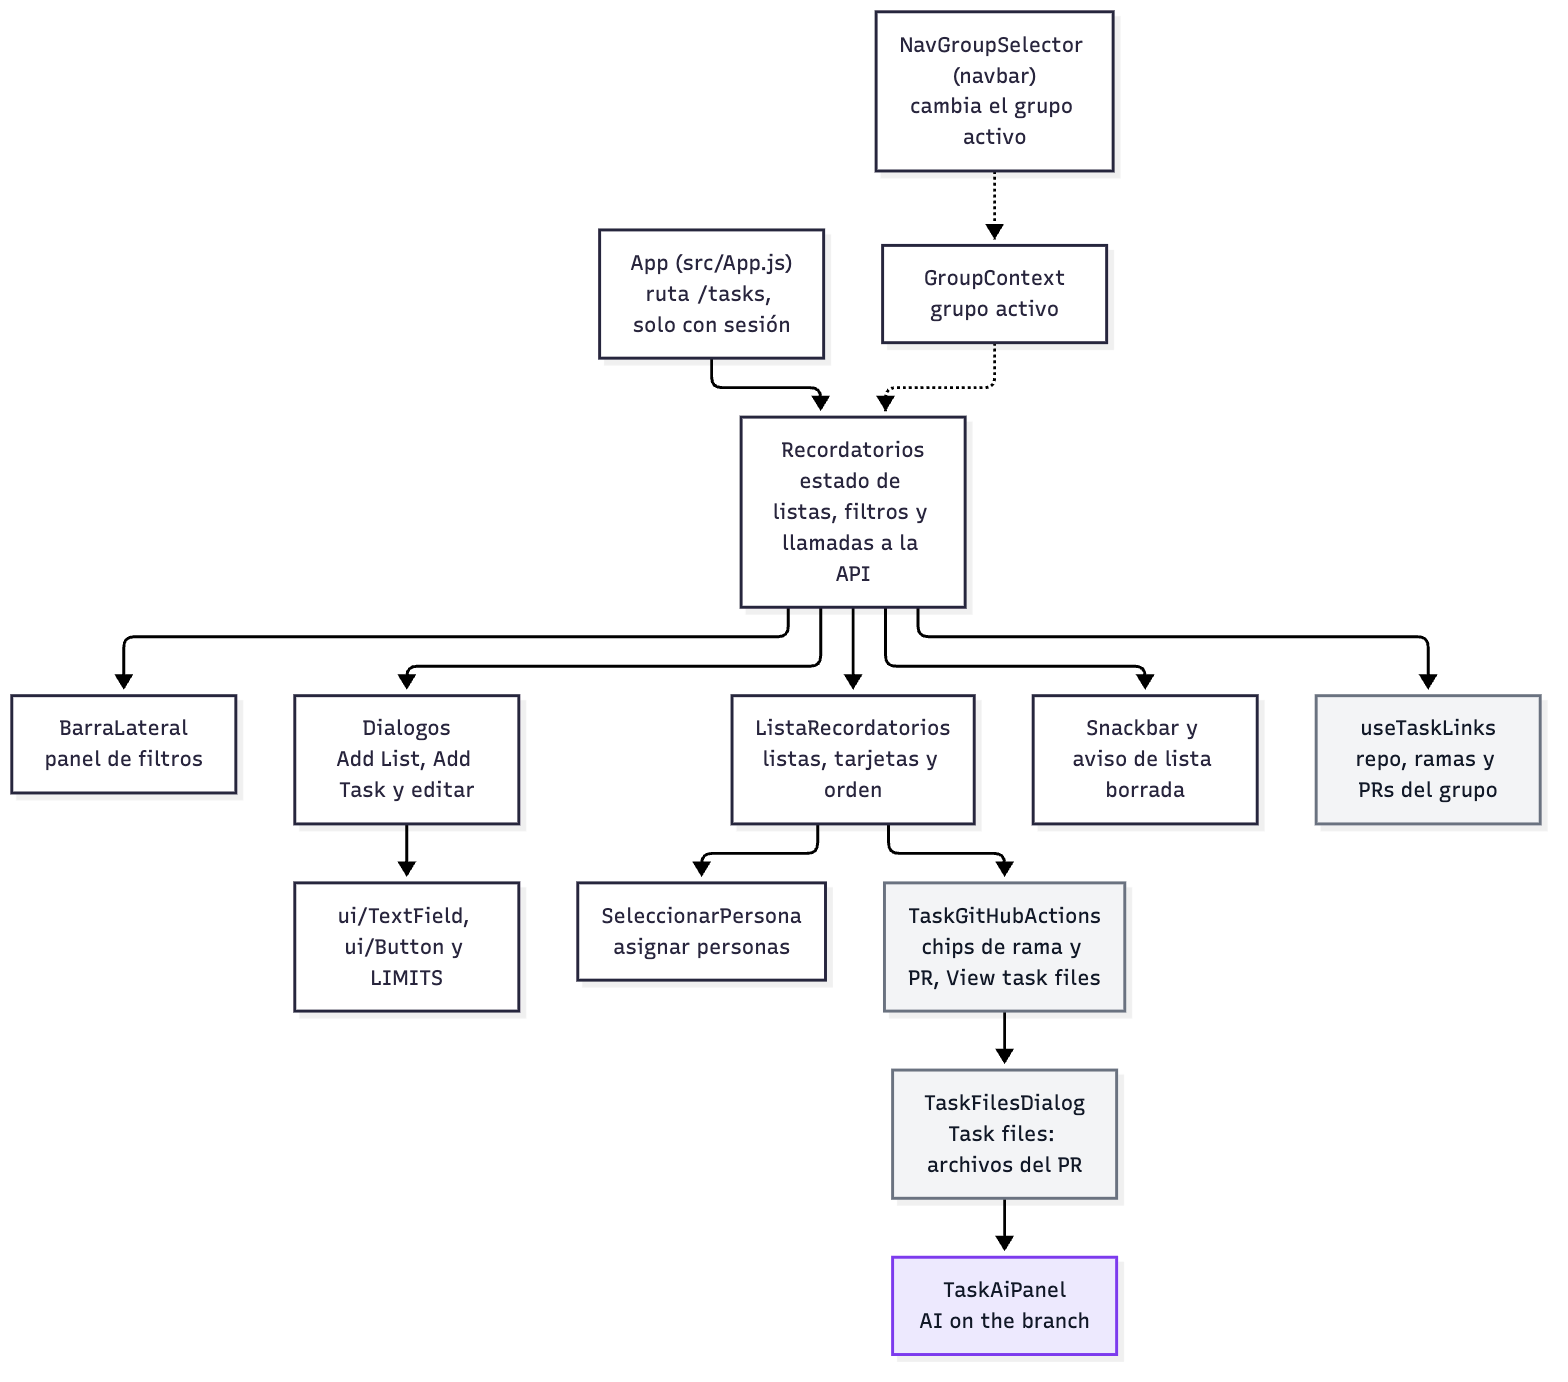 NavGroupSelector
(navbar)
cambia el grupo
activo
App (src/App.js)
ruta /tasks,
solo con sesión
GroupContext
grupo activo
Recordatorios
estado de
listas, filtros y
llamadas a la
API
BarraLateral
panel de filtros
Dialogos
Add List, Add
Task y editar
ListaRecordatorios
listas, tarjetas y
orden
Snackbar y
aviso de lista
borrada
useTaskLinks
repo, ramas y
PRs del grupo
ui/TextField,
ui/Button y
LIMITS
SeleccionarPersona
asignar personas
TaskGitHubActions
chips de rama y
PR, View task files
TaskFilesDialog
Task files:
archivos del PR
TaskAiPanel
AI on the branch